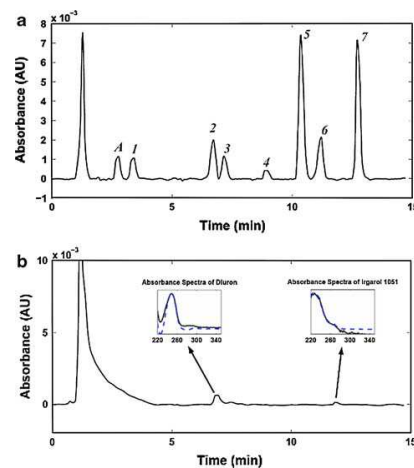 a
x 10⁻³
8
7
6
5
4
3
2
1
0
−1
Absorbance (AU)
A
1
2
3
4
5
6
7
0
5
10
15
Time (min)
b
x 10⁻³
10
5
0
Absorbance (AU)
Absorbance Spectra of Diuron
220 260 300 340
Absorbance Spectra of Irgarol 1051
220 260 300 340
0
5
10
15
Time (min)